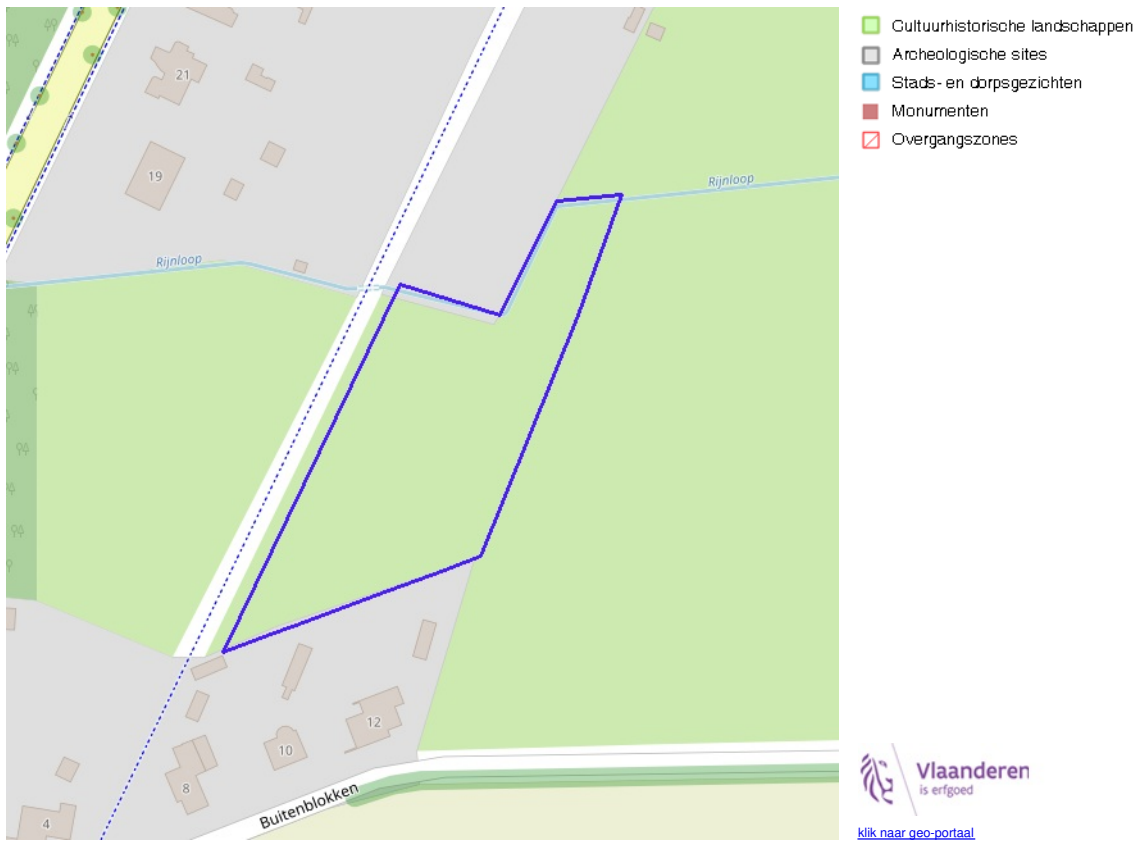 Cultuurhistorische landschappen
Archeologische sites
Stads- en dorpsgezichten
Monumenten
Overgangszones
21
19
Rijnloop
Rijnloop
12
10
8
4
Buitenblokken
Vlaanderen
is erfgoed
klik naar geo-portaal